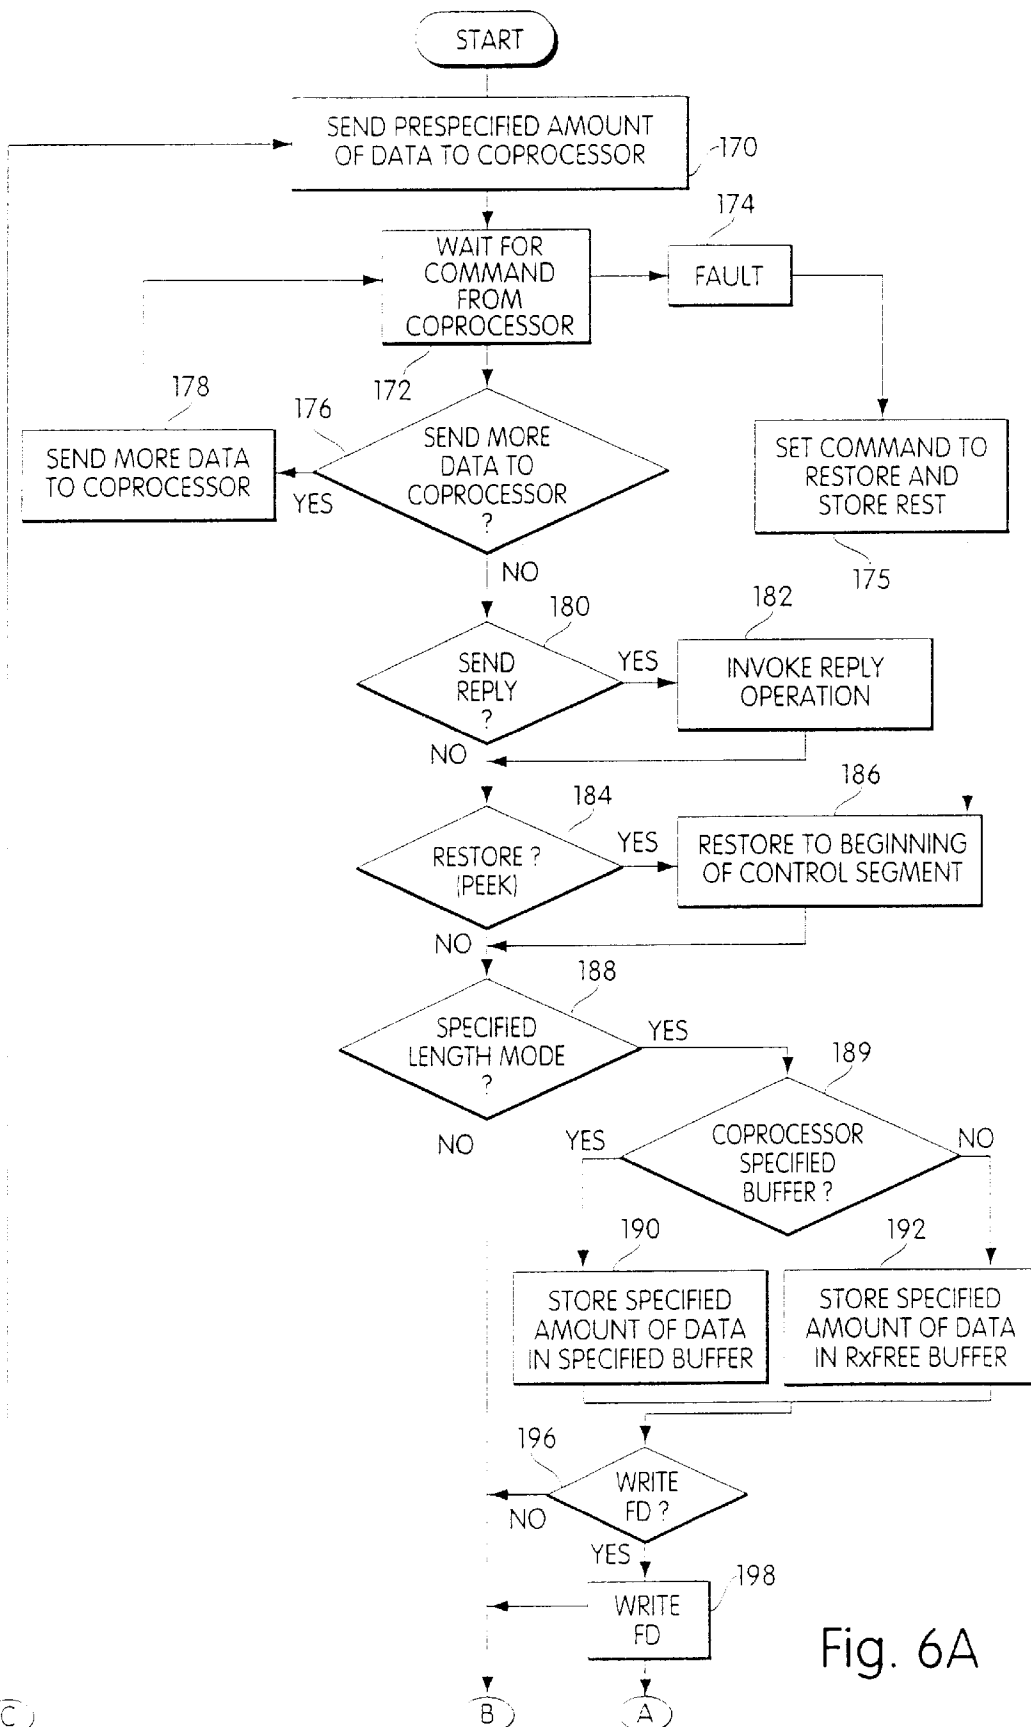 START
SEND PRESPECIFIED AMOUNT
OF DATA TO COPROCESSOR
170
174
WAIT FOR
COMMAND
FROM
COPROCESSOR
FAULT
172
178
176
SEND MORE DATA
TO COPROCESSOR
YES
SEND MORE
DATA TO
COPROCESSOR
?
SET COMMAND TO
RESTORE AND
STORE REST
175
NO
180
182
SEND
REPLY
?
YES
INVOKE REPLY
OPERATION
NO
184
186
RESTORE ?
(PEEK)
YES
RESTORE TO BEGINNING
OF CONTROL SEGMENT
NO
188
SPECIFIED
LENGTH MODE
?
YES
189
NO
YES
COPROCESSOR
SPECIFIED
BUFFER ?
NO
190
192
STORE SPECIFIED
AMOUNT OF DATA
IN SPECIFIED BUFFER
STORE SPECIFIED
AMOUNT OF DATA
IN RxFREE BUFFER
196
WRITE
FD ?
NO
YES
198
WRITE
FD
Fig. 6A
C
B
A